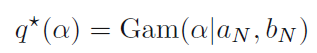 q⋆(α) = Gam(α|a_N, b_N)